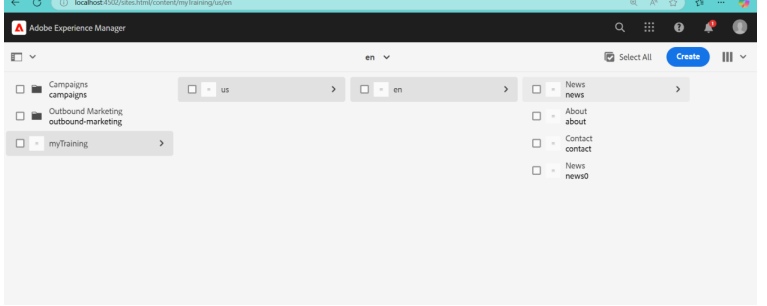 localhost:4502/sites.html/content/myTraining/us/en
Adobe Experience Manager
en
Select All
Create
Campaigns
campaigns
Outbound Marketing
outbound-marketing
myTraining
us
en
News
news
About
about
Contact
contact
News
news0